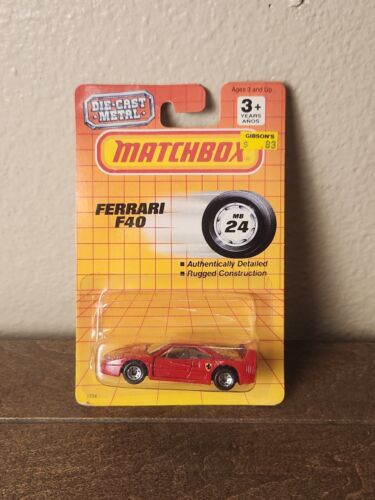 DIE-CAST
METAL
Ages 3 and Up
3+
YEARS
AÑOS
GIBSON'S
$ .83
MATCHBOX
FERRARI
F40
MB
24
■ Authentically Detailed
■ Rugged Construction